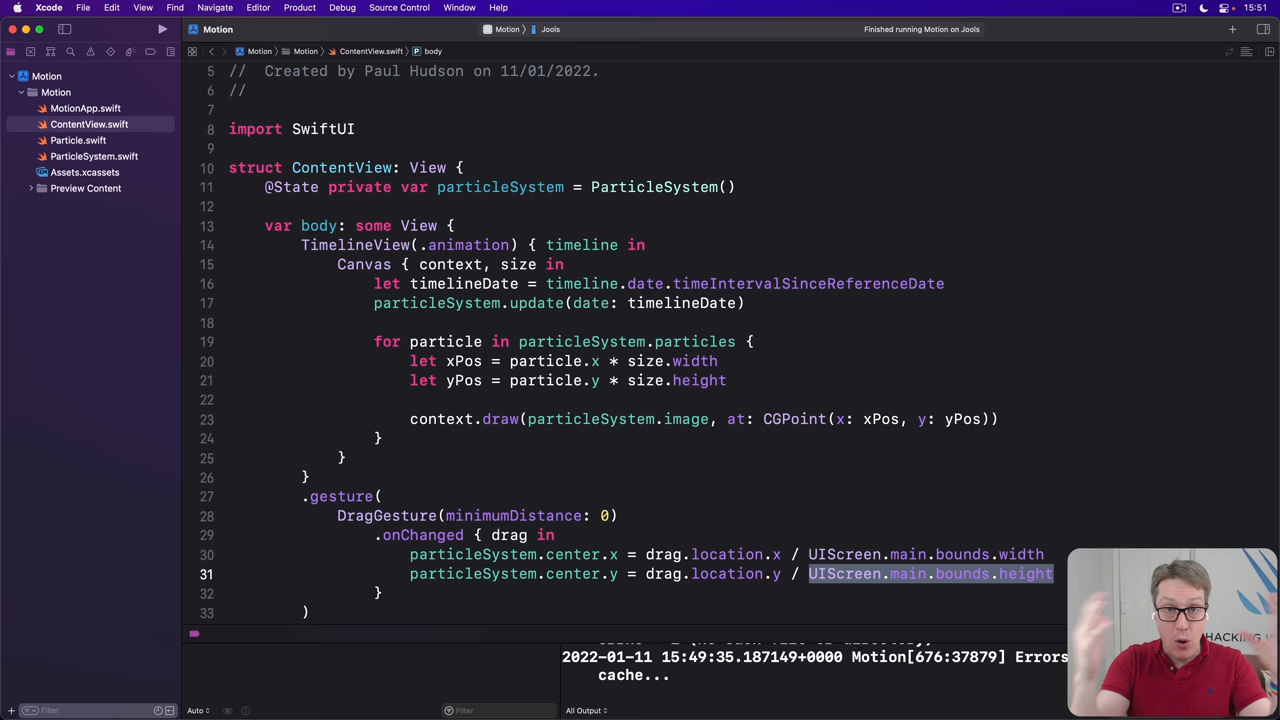 Xcode File Edit View Find Navigate Editor Product Debug Source Control Window Help 15:51
Motion Motion Jools Finished running Motion on Jools
Motion Motion ContentView.swift P body
Motion
Motion
MotionApp.swift
ContentView.swift
Particle.swift
ParticleSystem.swift
Assets.xcassets
Preview Content
5 //  Created by Paul Hudson on 11/01/2022.
6 //
7
8 import SwiftUI
9
10 struct ContentView: View {
11 @State private var particleSystem = ParticleSystem()
12
13 var body: some View {
14 TimelineView(.animation) { timeline in
15 Canvas { context, size in
16 let timelineDate = timeline.date.timeIntervalSinceReferenceDate
17 particleSystem.update(date: timelineDate)
18
19 for particle in particleSystem.particles {
20 let xPos = particle.x * size.width
21 let yPos = particle.y * size.height
22
23 context.draw(particleSystem.image, at: CGPoint(x: xPos, y: yPos))
24 }
25 }
26 }
27 .gesture(
28 DragGesture(minimumDistance: 0)
29 .onChanged { drag in
30 particleSystem.center.x = drag.location.x / UIScreen.main.bounds.width
31 particleSystem.center.y = drag.location.y / UIScreen.main.bounds.height
32 }
33 )
2022-01-11 15:49:35.187149+0000 Motion[676:37879] Errors
cache...
HACKING
Filter Auto Filter All Output